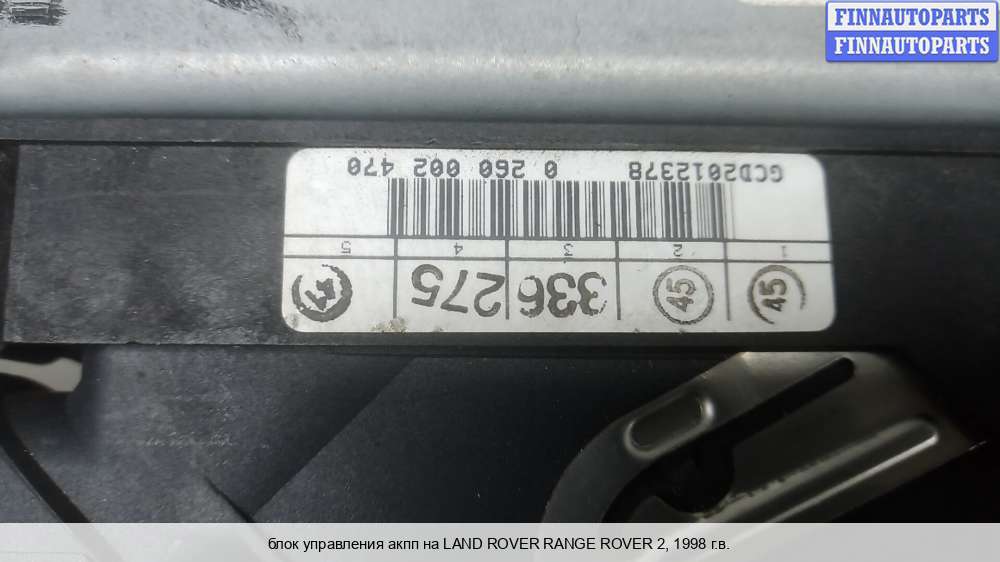 FINNAUTOPARTS
FINNAUTOPARTS
GCD2012378 0 260 002 470
1 2 3 4 5
45 45 336 275
блок управления акпп на LAND ROVER RANGE ROVER 2, 1998 г.в.